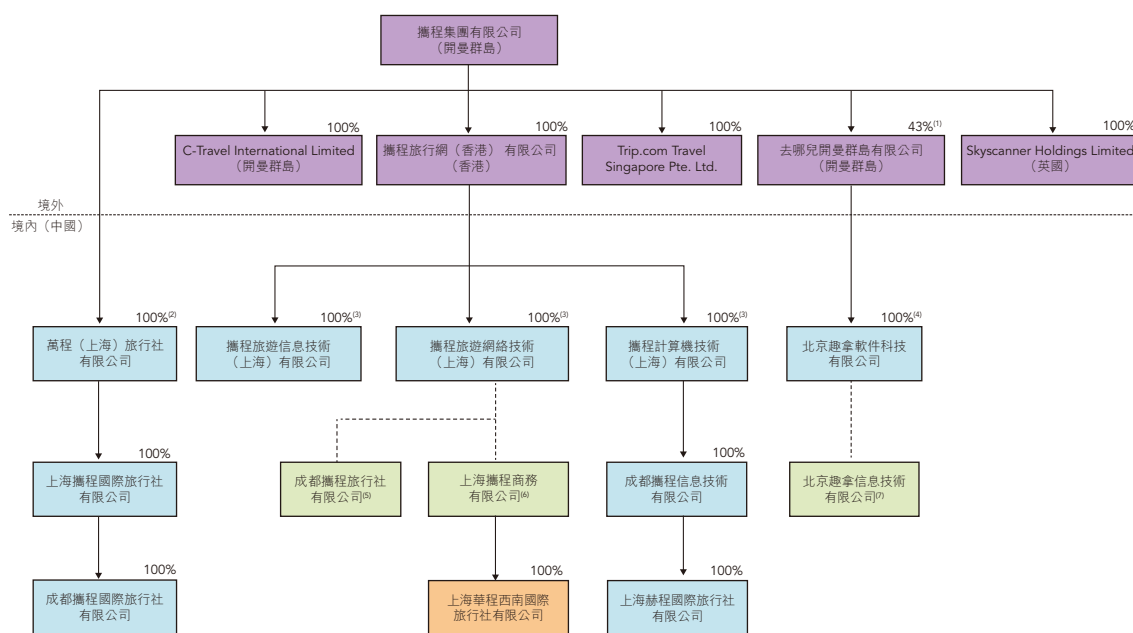 攜程集團有限公司
（開曼群島）
100%
100%
100%
43%(1)
100%
C-Travel International Limited
（開曼群島）
攜程旅行網（香港） 有限公司
（香港）
Trip.com Travel
Singapore Pte. Ltd.
去哪兒開曼群島有限公司
（開曼群島）
Skyscanner Holdings Limited
（英國）
境外
境內（中國）
100%(2)
100%(3)
100%(3)
100%(3)
100%(4)
萬程（上海）旅行社
有限公司
攜程旅遊信息技術
（上海）有限公司
攜程旅遊網絡技術
（上海）有限公司
攜程計算機技術
（上海）有限公司
北京趣拿軟件科技
有限公司
100%
100%
上海攜程國際旅行社
有限公司
成都攜程旅行社
有限公司(5)
上海攜程商務
有限公司(6)
成都攜程信息技術
有限公司
北京趣拿信息技術
有限公司(7)
100%
100%
100%
成都攜程國際旅行社
有限公司
上海華程西南國際
旅行社有限公司
上海赫程國際旅行社
有限公司